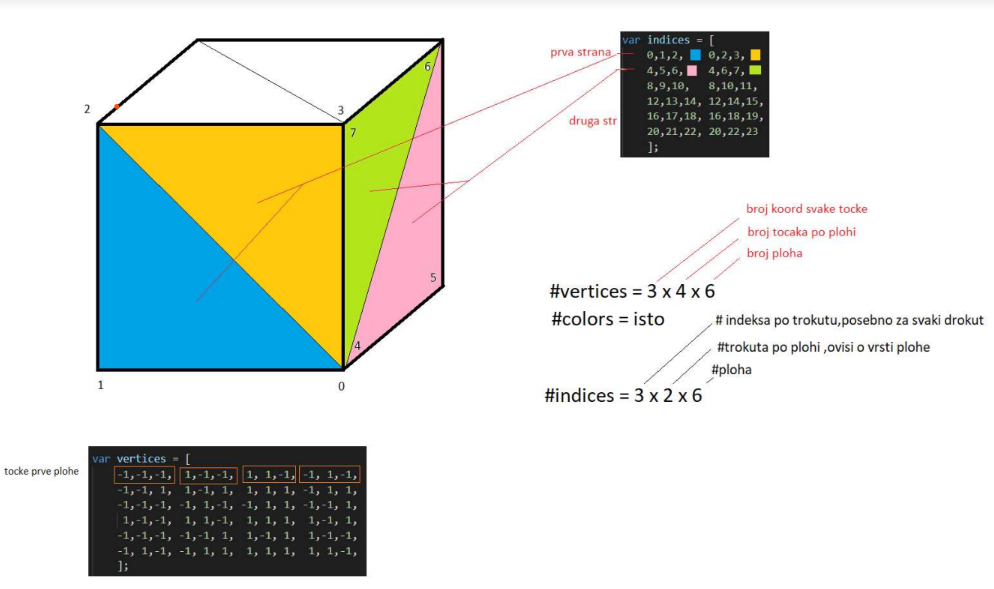 prva strana
druga str
var indices = [
0,1,2, 0,2,3,
4,5,6, 4,6,7,
8,9,10, 8,10,11,
12,13,14, 12,14,15,
16,17,18, 16,18,19,
20,21,22, 20,22,23
];
2
3
7
6
5
4
1
0
broj koord svake tocke
broj tocaka po plohi
broj ploha
#vertices = 3 x 4 x 6
#colors = isto
# indeksa po trokutu,posebno za svaki drokut
#trokuta po plohi ,ovisi o vrsti plohe
#ploha
#indices = 3 x 2 x 6
tocke prve plohe
var vertices = [
-1,-1,-1, 1,-1,-1, 1, 1,-1, -1, 1,-1,
-1,-1, 1, 1,-1, 1, 1, 1, 1, -1, 1, 1,
-1,-1,-1, -1, 1,-1, -1, 1, 1, -1,-1, 1,
1,-1,-1, 1, 1,-1, 1, 1, 1, 1,-1, 1,
-1,-1,-1, -1,-1, 1, 1,-1, 1, 1,-1,-1,
-1, 1,-1, -1, 1, 1, 1, 1, 1, 1, 1,-1,
];